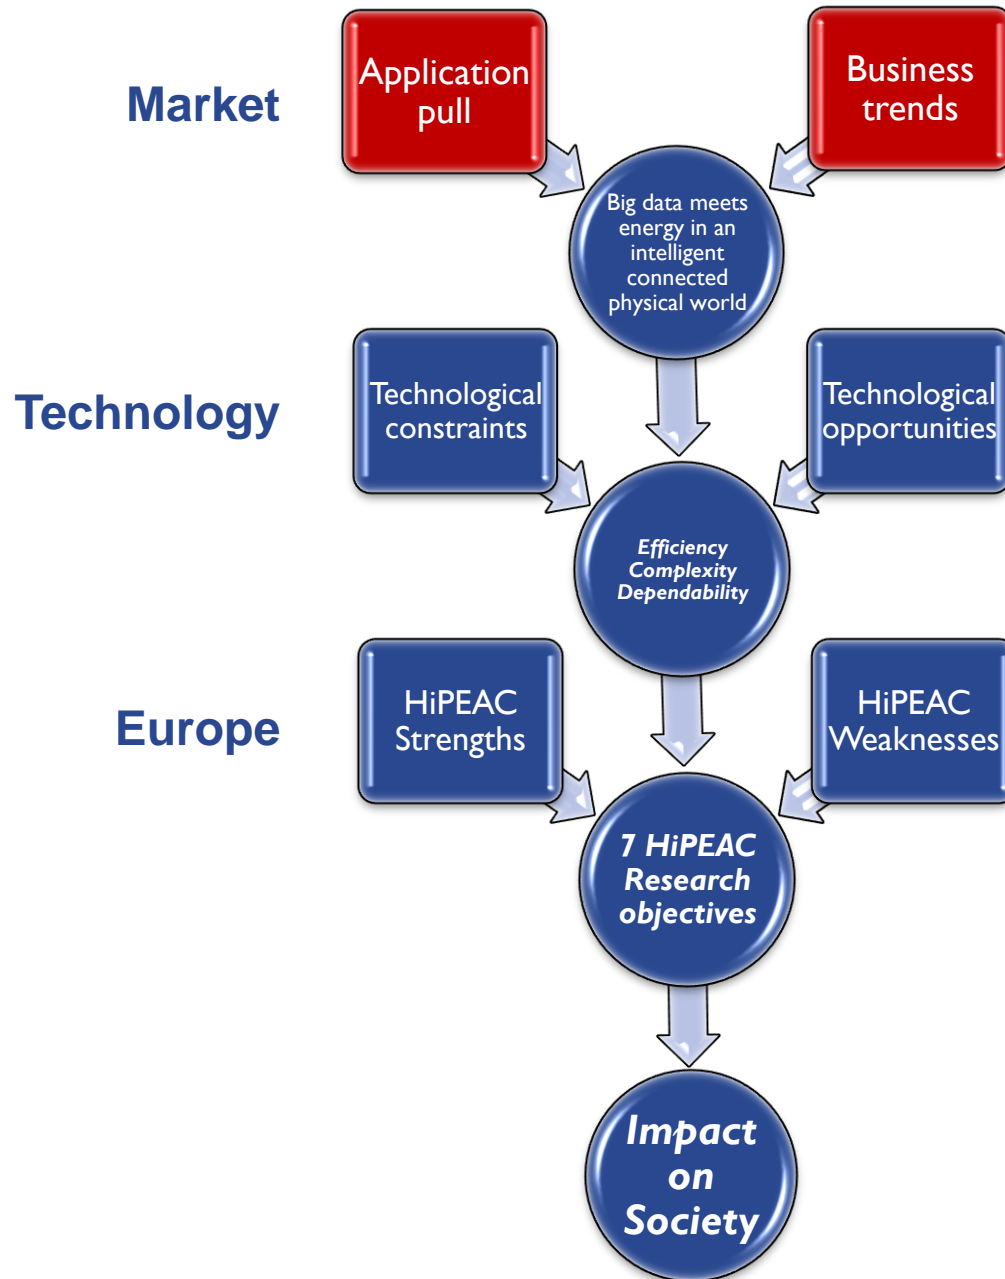 Market
Application
pull
Business
trends
Big data meets
energy in an
intelligent
connected
physical world
Technology
Technological
constraints
Technological
opportunities
Efficiency
Complexity
Dependability
Europe
HiPEAC
Strengths
HiPEAC
Weaknesses
7 HiPEAC
Research
objectives
Impact
on
Society